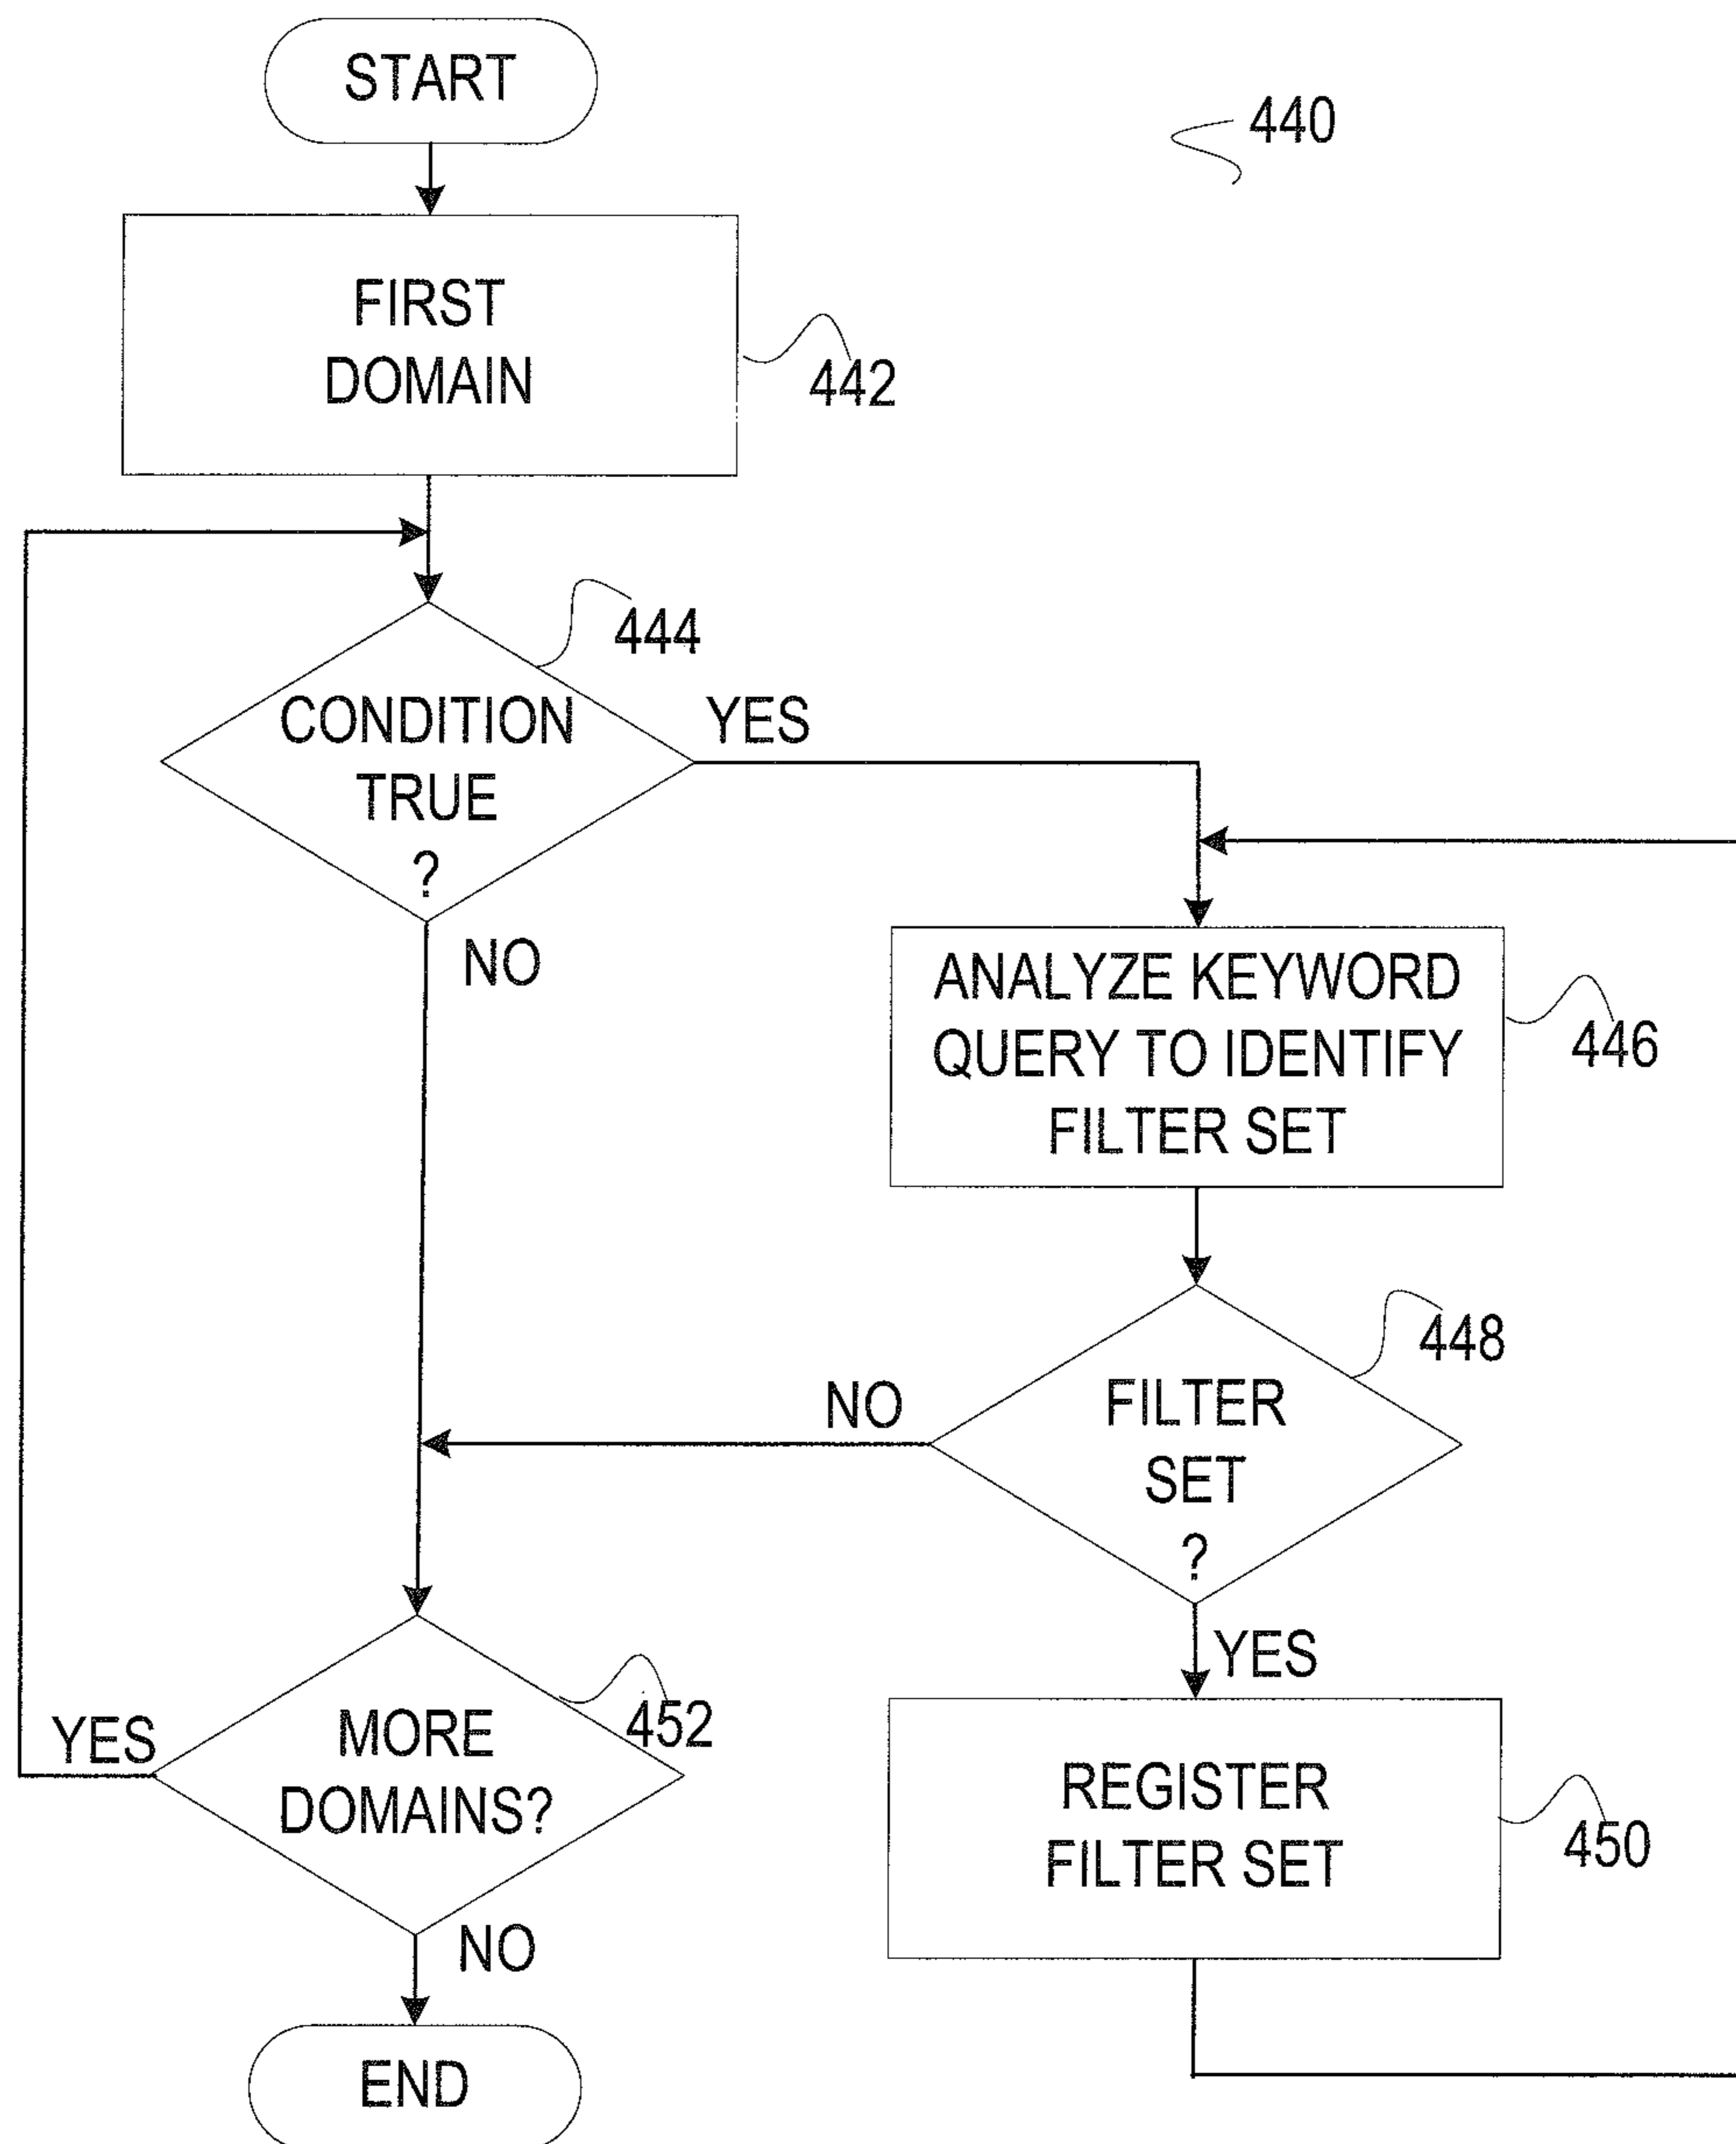 START
440
FIRST
DOMAIN
442
444
CONDITION
TRUE
?
YES
NO
ANALYZE KEYWORD
QUERY TO IDENTIFY
FILTER SET
446
448
FILTER
SET
?
NO
YES
452
MORE
DOMAINS?
YES
NO
REGISTER
FILTER SET
450
END